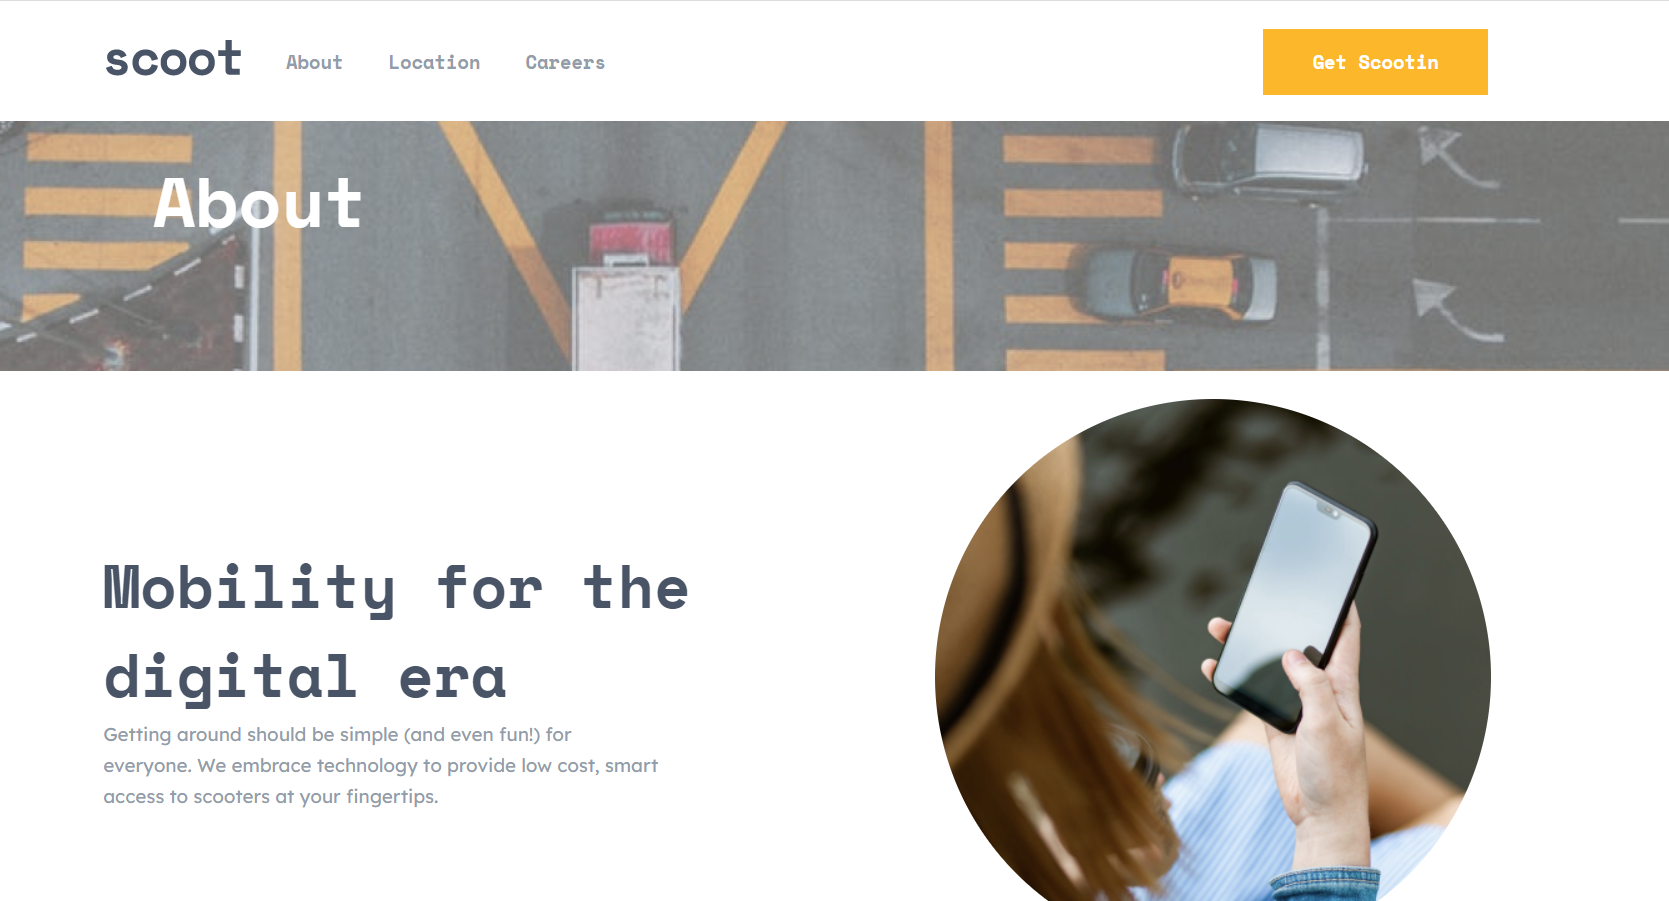 scoot
About
Location
Careers
Get Scootin
About
Mobility for the
digital era
Getting around should be simple (and even fun!) for
everyone. We embrace technology to provide low cost, smart
access to scooters at your fingertips.